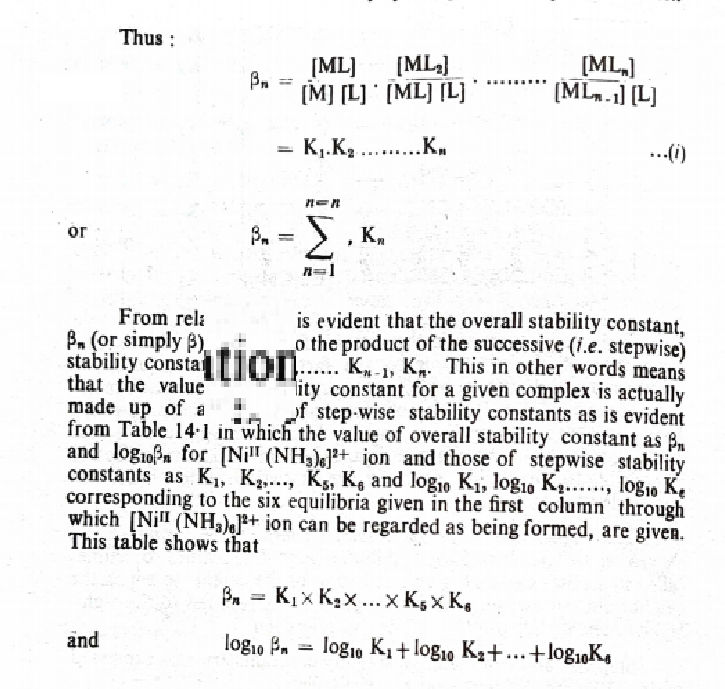 Thus :
βₙ = [ML]/[M] [L] · [ML₂]/[ML] [L] · ········· [MLₙ]/[MLₙ₋₁] [L]
= K₁.K₂ .........Kₙ ...(i)
n=n
or βₙ = ∑ , Kₙ
n=1
From rela is evident that the overall stability constant,
βₙ (or simply β) o the product of the successive (i.e. stepwise)
stability consta ation ...... Kₙ₋₁, Kₙ. This in other words means
that the value ity constant for a given complex is actually
made up of a of step-wise stability constants as is evident
from Table 14·1 in which the value of overall stability constant as βₙ
and log₁₀βₙ for [Niᴵᴵ (NH₃)₆]²⁺ ion and those of stepwise stability
constants as K₁, K₂,..., K₅, K₆ and log₁₀ K₁, log₁₀ K₂......, log₁₀ K₆
corresponding to the six equilibria given in the first column through
which [Niᴵᴵ (NH₃)₆]²⁺ ion can be regarded as being formed, are given.
This table shows that
βₙ = K₁ × K₂ × ... × K₅ × K₆
and log₁₀ βₙ = log₁₀ K₁ + log₁₀ K₂ + ... + log₁₀K₆